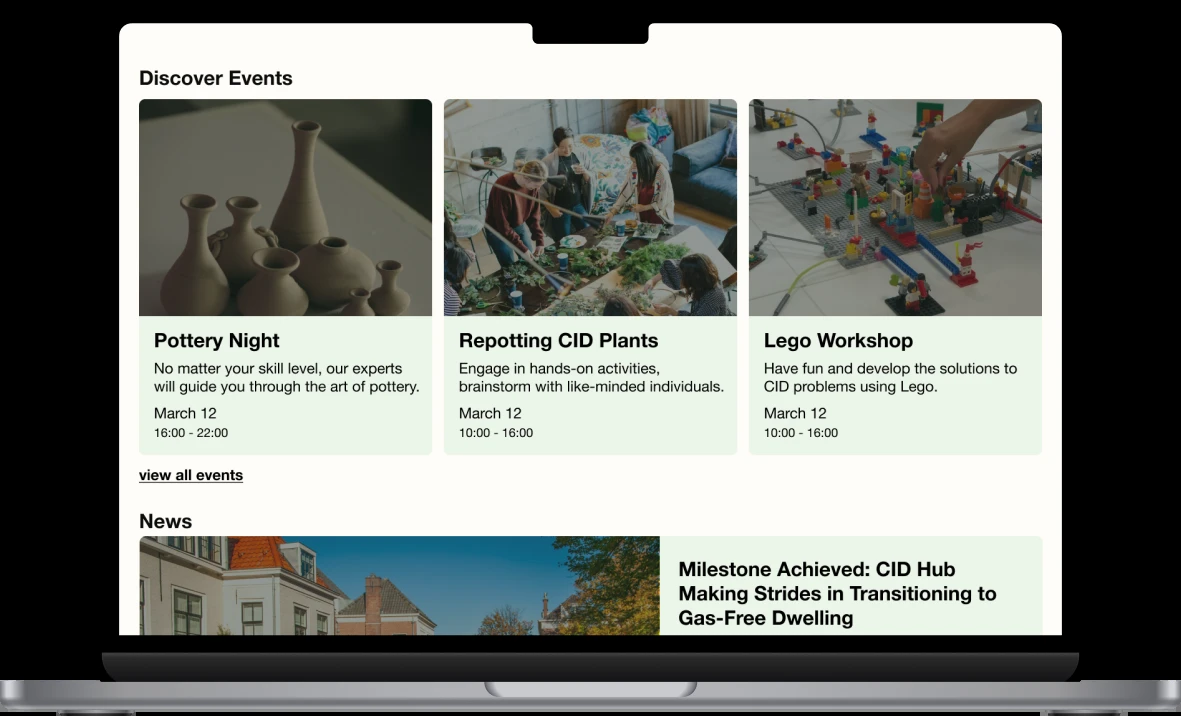 Discover Events
Pottery Night
No matter your skill level, our experts
will guide you through the art of pottery.
March 12
16:00 - 22:00
Repotting CID Plants
Engage in hands-on activities,
brainstorm with like-minded individuals.
March 12
10:00 - 16:00
Lego Workshop
Have fun and develop the solutions to
CID problems using Lego.
March 12
10:00 - 16:00
view all events
News
Milestone Achieved: CID Hub
Making Strides in Transitioning to
Gas-Free Dwelling